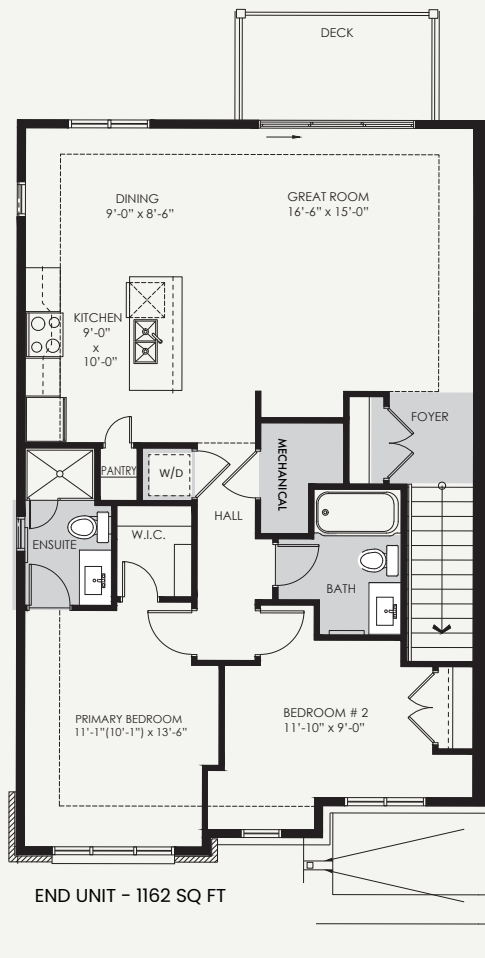 DECK
DINING
9'-0" x 8'-6"
GREAT ROOM
16'-6" x 15'-0"
KITCHEN
9'-0"
x
10'-0"
FOYER
PANTRY
W/D
MECHANICAL
HALL
W.I.C.
ENSUITE
BATH
PRIMARY BEDROOM
11'-1"(10'-1") x 13'-6"
BEDROOM # 2
11'-10" x 9'-0"
END UNIT - 1162 SQ FT